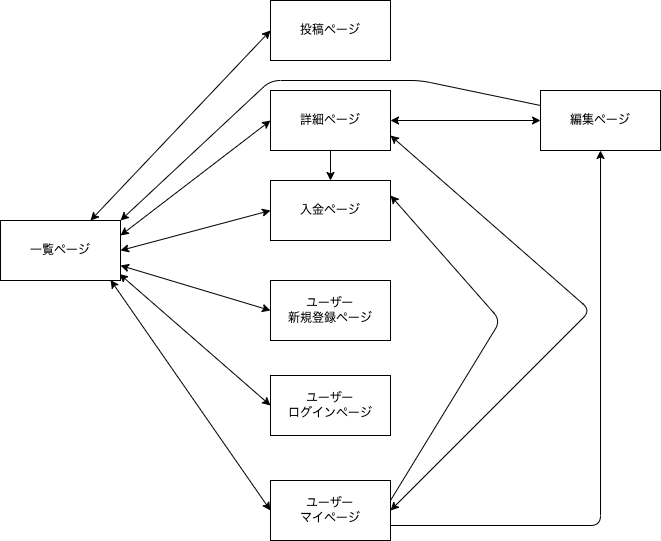 投稿ページ
詳細ページ
編集ページ
入金ページ
一覧ページ
ユーザー
新規登録ページ
ユーザー
ログインページ
ユーザー
マイページ